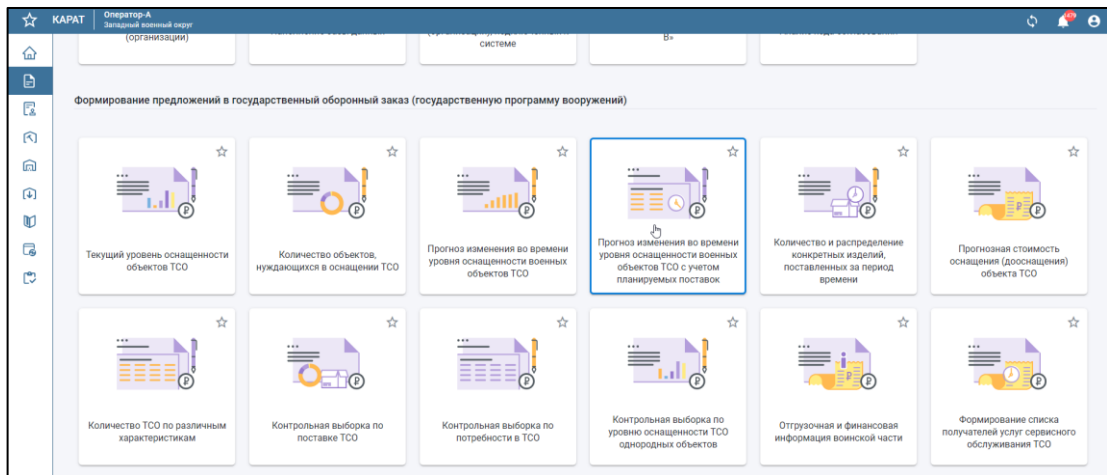 КАРАТ
Оператор-А
Западный военный округ
(организации)
системе
В»
Формирование предложений в государственный оборонный заказ (государственную программу вооружений)
Текущий уровень оснащенности
объектов ТСО
Количество объектов,
нуждающихся в оснащении ТСО
Прогноз изменения во времени
уровня оснащенности военных
объектов ТСО
Прогноз изменения во времени
уровня оснащенности военных
объектов ТСО с учетом
планируемых поставок
Количество и распределение
конкретных изделий,
поставленных за период
времени
Прогнозная стоимость
оснащения (дооснащения)
объекта ТСО
Количество ТСО по различным
характеристикам
Контрольная выборка по
поставке ТСО
Контрольная выборка по
потребности в ТСО
Контрольная выборка по
уровню оснащенности ТСО
однородных объектов
Отгрузочная и финансовая
информация воинской части
Формирование списка
получателей услуг сервисного
обслуживания ТСО